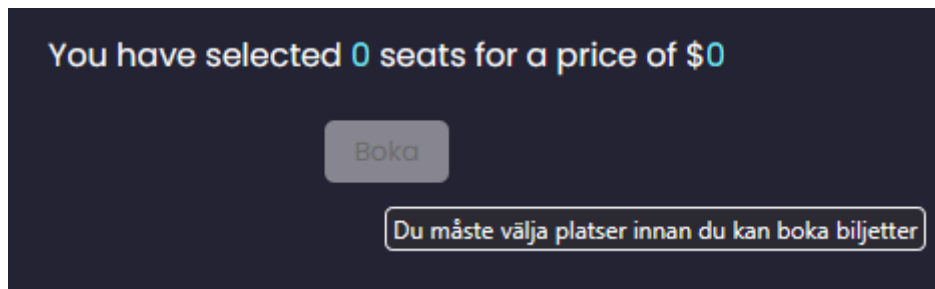 You have selected 0 seats for a price of $0
Boka
Du måste välja platser innan du kan boka biljetter